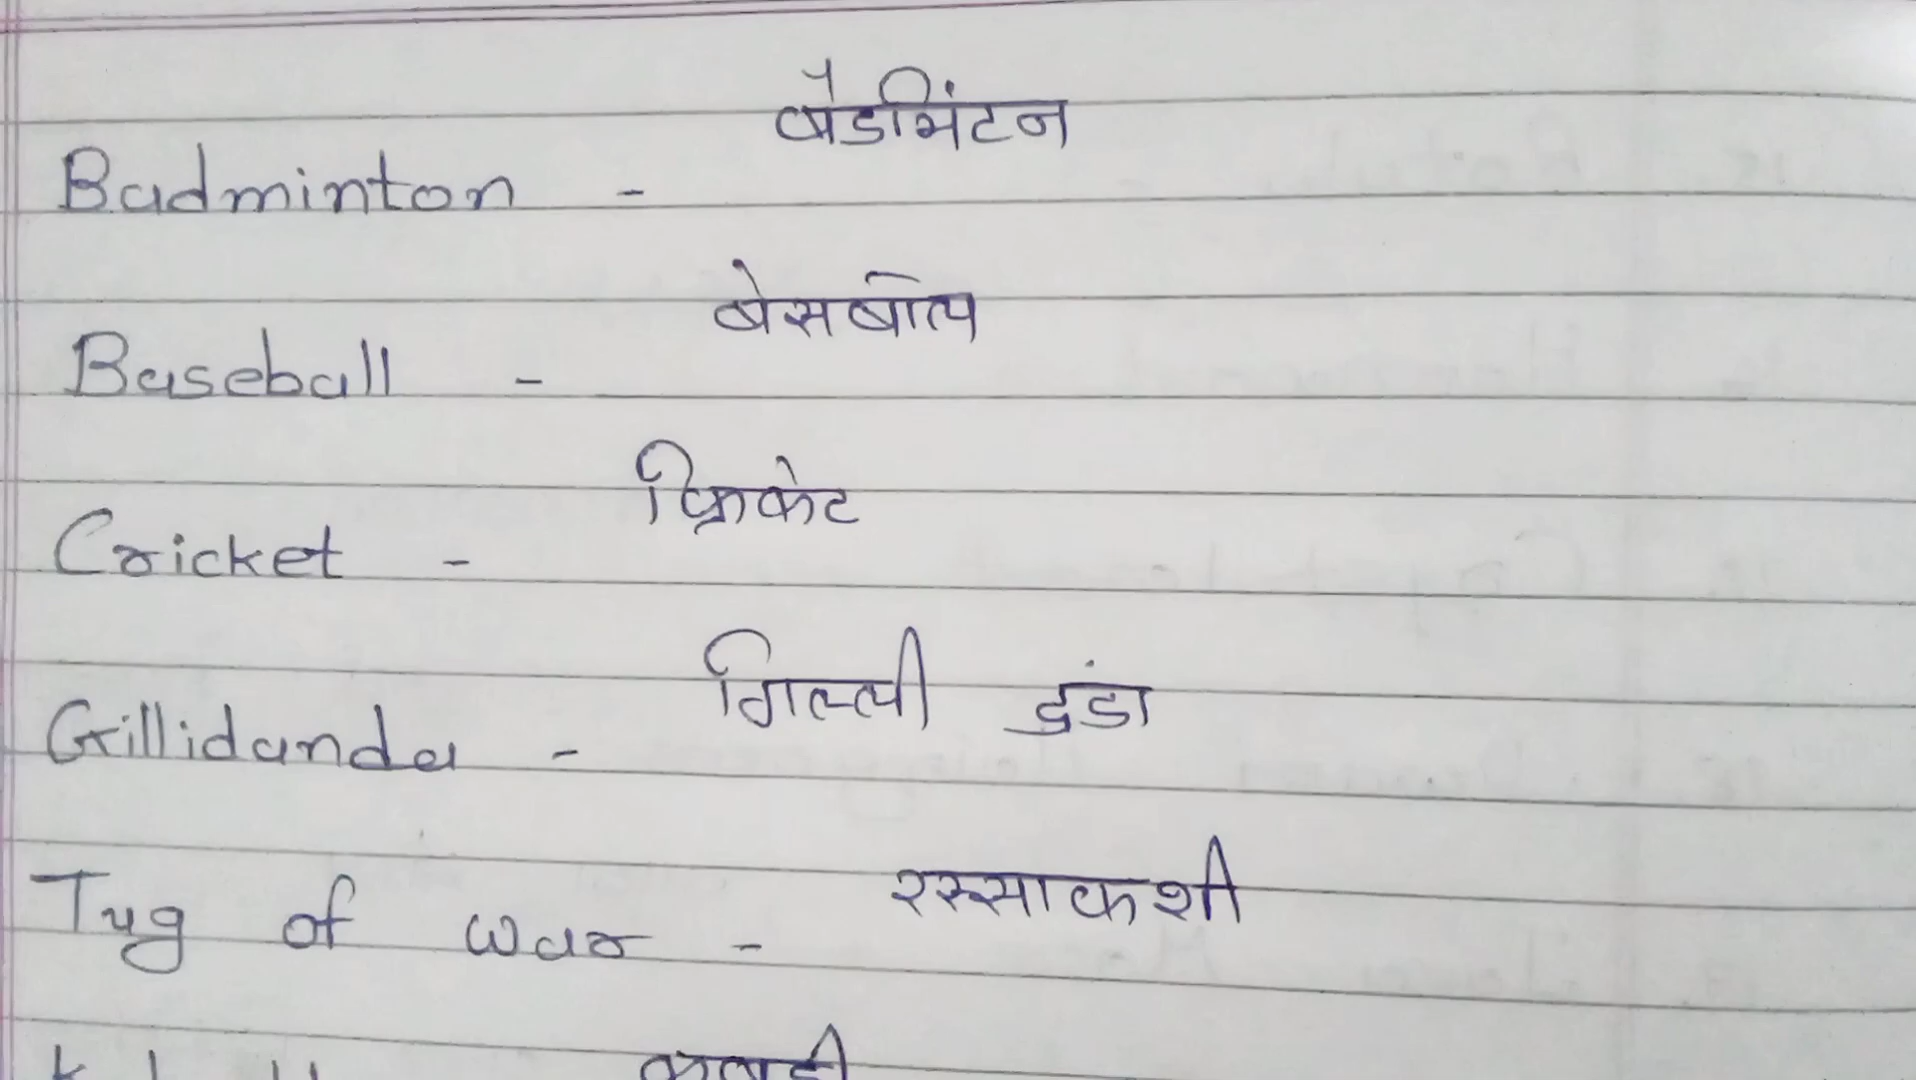 Badminton - बैडमिंटन
Baseball - बेसबॉल
Cricket - क्रिकेट
Gillidanda - गिल्ली डंडा
Tug of war - रस्साकशी